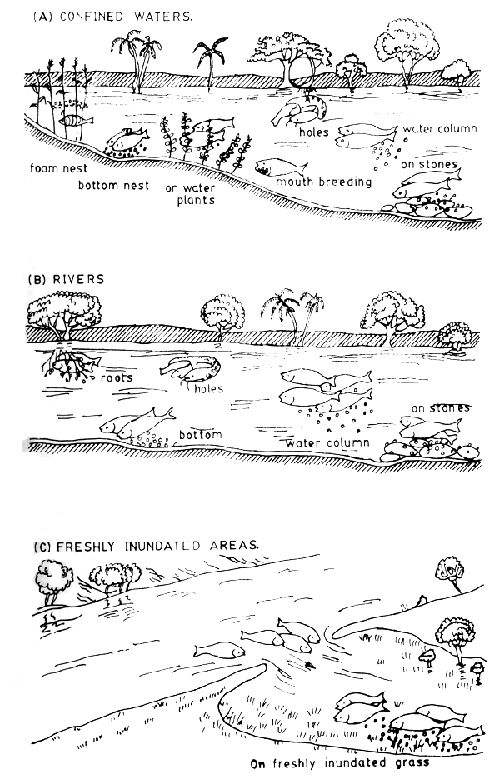 (A) CONFINED WATERS.
holes
water column
foam nest
on stones
bottom nest
or water
plants
mouth breeding
(B) RIVERS
roots
holes
on stones
bottom
water column
(C) FRESHLY INUNDATED AREAS.
On freshly inundated grass